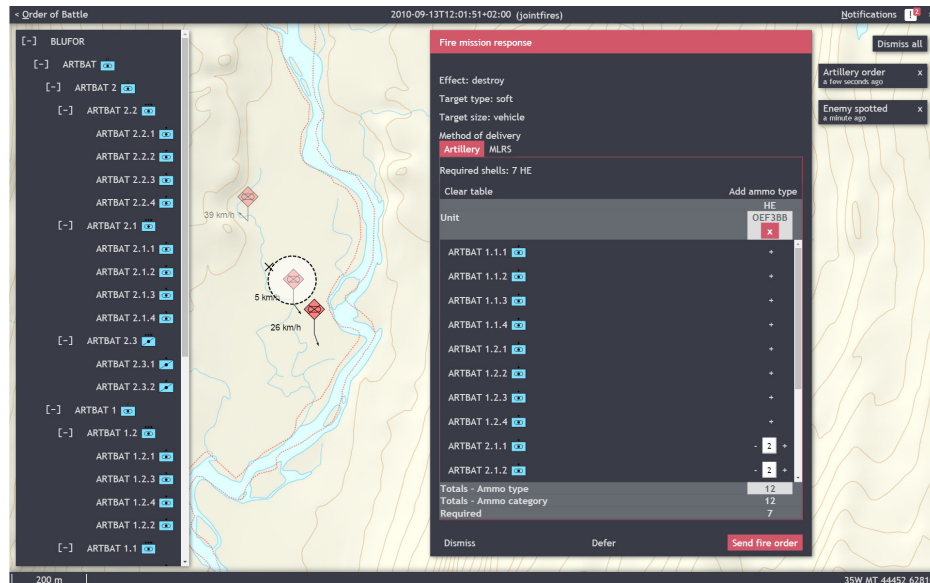 < Order of Battle
2010-09-13T12:01:51+02:00 (jointfires)
Notifications ! 2
[-] BLUFOR
[-] ARTBAT
[-] ARTBAT 2
[-] ARTBAT 2.2
ARTBAT 2.2.1
ARTBAT 2.2.2
ARTBAT 2.2.3
ARTBAT 2.2.4
[-] ARTBAT 2.1
ARTBAT 2.1.1
ARTBAT 2.1.2
ARTBAT 2.1.3
ARTBAT 2.1.4
[-] ARTBAT 2.3
ARTBAT 2.3.1
ARTBAT 2.3.2
[-] ARTBAT 1
[-] ARTBAT 1.2
ARTBAT 1.2.1
ARTBAT 1.2.3
ARTBAT 1.2.4
ARTBAT 1.2.2
[-] ARTBAT 1.1
39 km/h
5 km/h
26 km/h
Fire mission response
Effect: destroy
Target type: soft
Target size: vehicle
Method of delivery
Artillery MLRS
Required shells: 7 HE
Clear table Add ammo type
HE
Unit OEF3BB
x
ARTBAT 1.1.1 +
ARTBAT 1.1.2 +
ARTBAT 1.1.3 +
ARTBAT 1.1.4 +
ARTBAT 1.2.1 +
ARTBAT 1.2.2 +
ARTBAT 1.2.3 +
ARTBAT 1.2.4 +
ARTBAT 2.1.1 - 2 +
ARTBAT 2.1.2 - 2 +
Totals - Ammo type 12
Totals - Ammo category 12
Required 7
Dismiss Defer Send fire order
Dismiss all
Artillery order x
a few seconds ago
Enemy spotted x
a minute ago
200 m
35W MT 44452 6281